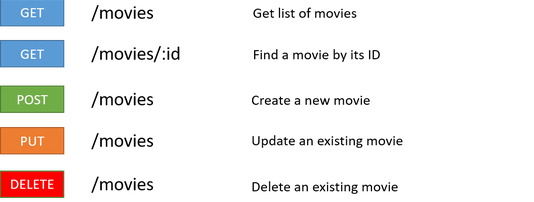 GET /movies Get list of movies
GET /movies/:id Find a movie by its ID
POST /movies Create a new movie
PUT /movies Update an existing movie
DELETE /movies Delete an existing movie